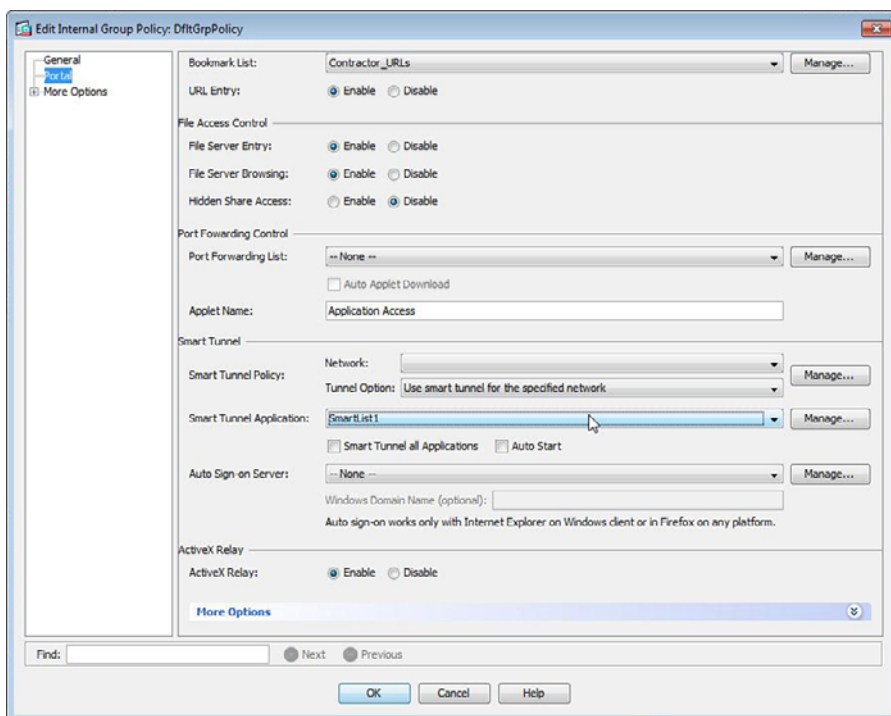 Edit Internal Group Policy: DfltGrpPolicy
General
Portal
More Options
Bookmark List: Contractor_URLs Manage...
URL Entry: Enable Disable
File Access Control
File Server Entry: Enable Disable
File Server Browsing: Enable Disable
Hidden Share Access: Enable Disable
Port Fowarding Control
Port Forwarding List: -- None -- Manage...
Auto Applet Download
Applet Name: Application Access
Smart Tunnel
Smart Tunnel Policy: Network: Manage...
Tunnel Option: Use smart tunnel for the specified network
Smart Tunnel Application: SmartList1 Manage...
Smart Tunnel all Applications Auto Start
Auto Sign-on Server: -- None -- Manage...
Windows Domain Name (optional):
Auto sign-on works only with Internet Explorer on Windows client or in Firefox on any platform.
ActiveX Relay
ActiveX Relay: Enable Disable
More Options
Find: Next Previous
OK Cancel Help